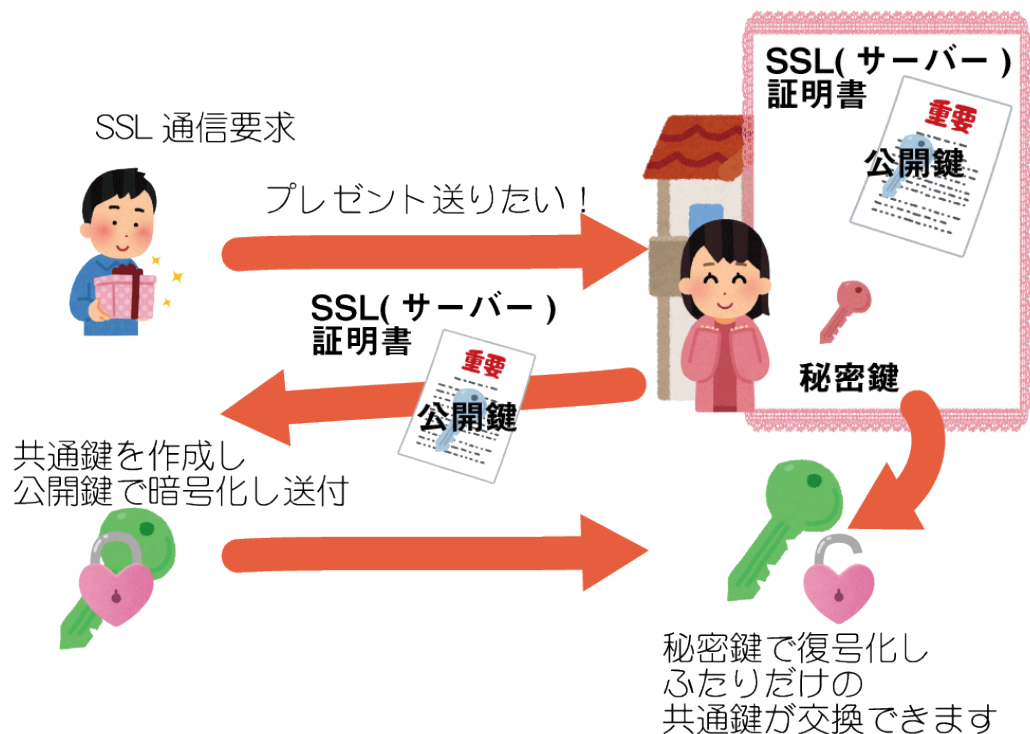 SSL(サーバー)
証明書
重要
公開鍵
秘密鍵
SSL通信要求
プレゼント送りたい！
SSL(サーバー)
証明書
重要
公開鍵
共通鍵を作成し
公開鍵で暗号化し送付
秘密鍵で復号化し
ふたりだけの
共通鍵が交換できます